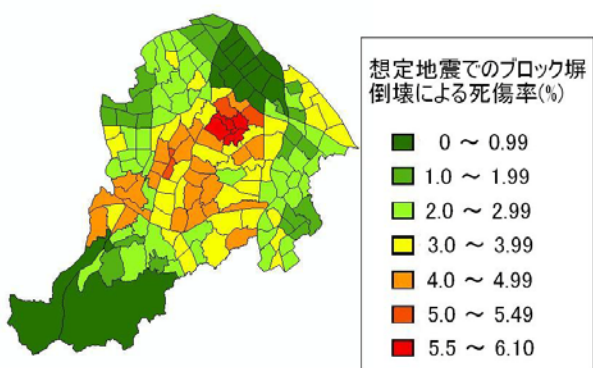 想定地震でのブロック塀
倒壊による死傷率(%)
0 ～ 0.99
1.0 ～ 1.99
2.0 ～ 2.99
3.0 ～ 3.99
4.0 ～ 4.99
5.0 ～ 5.49
5.5 ～ 6.10